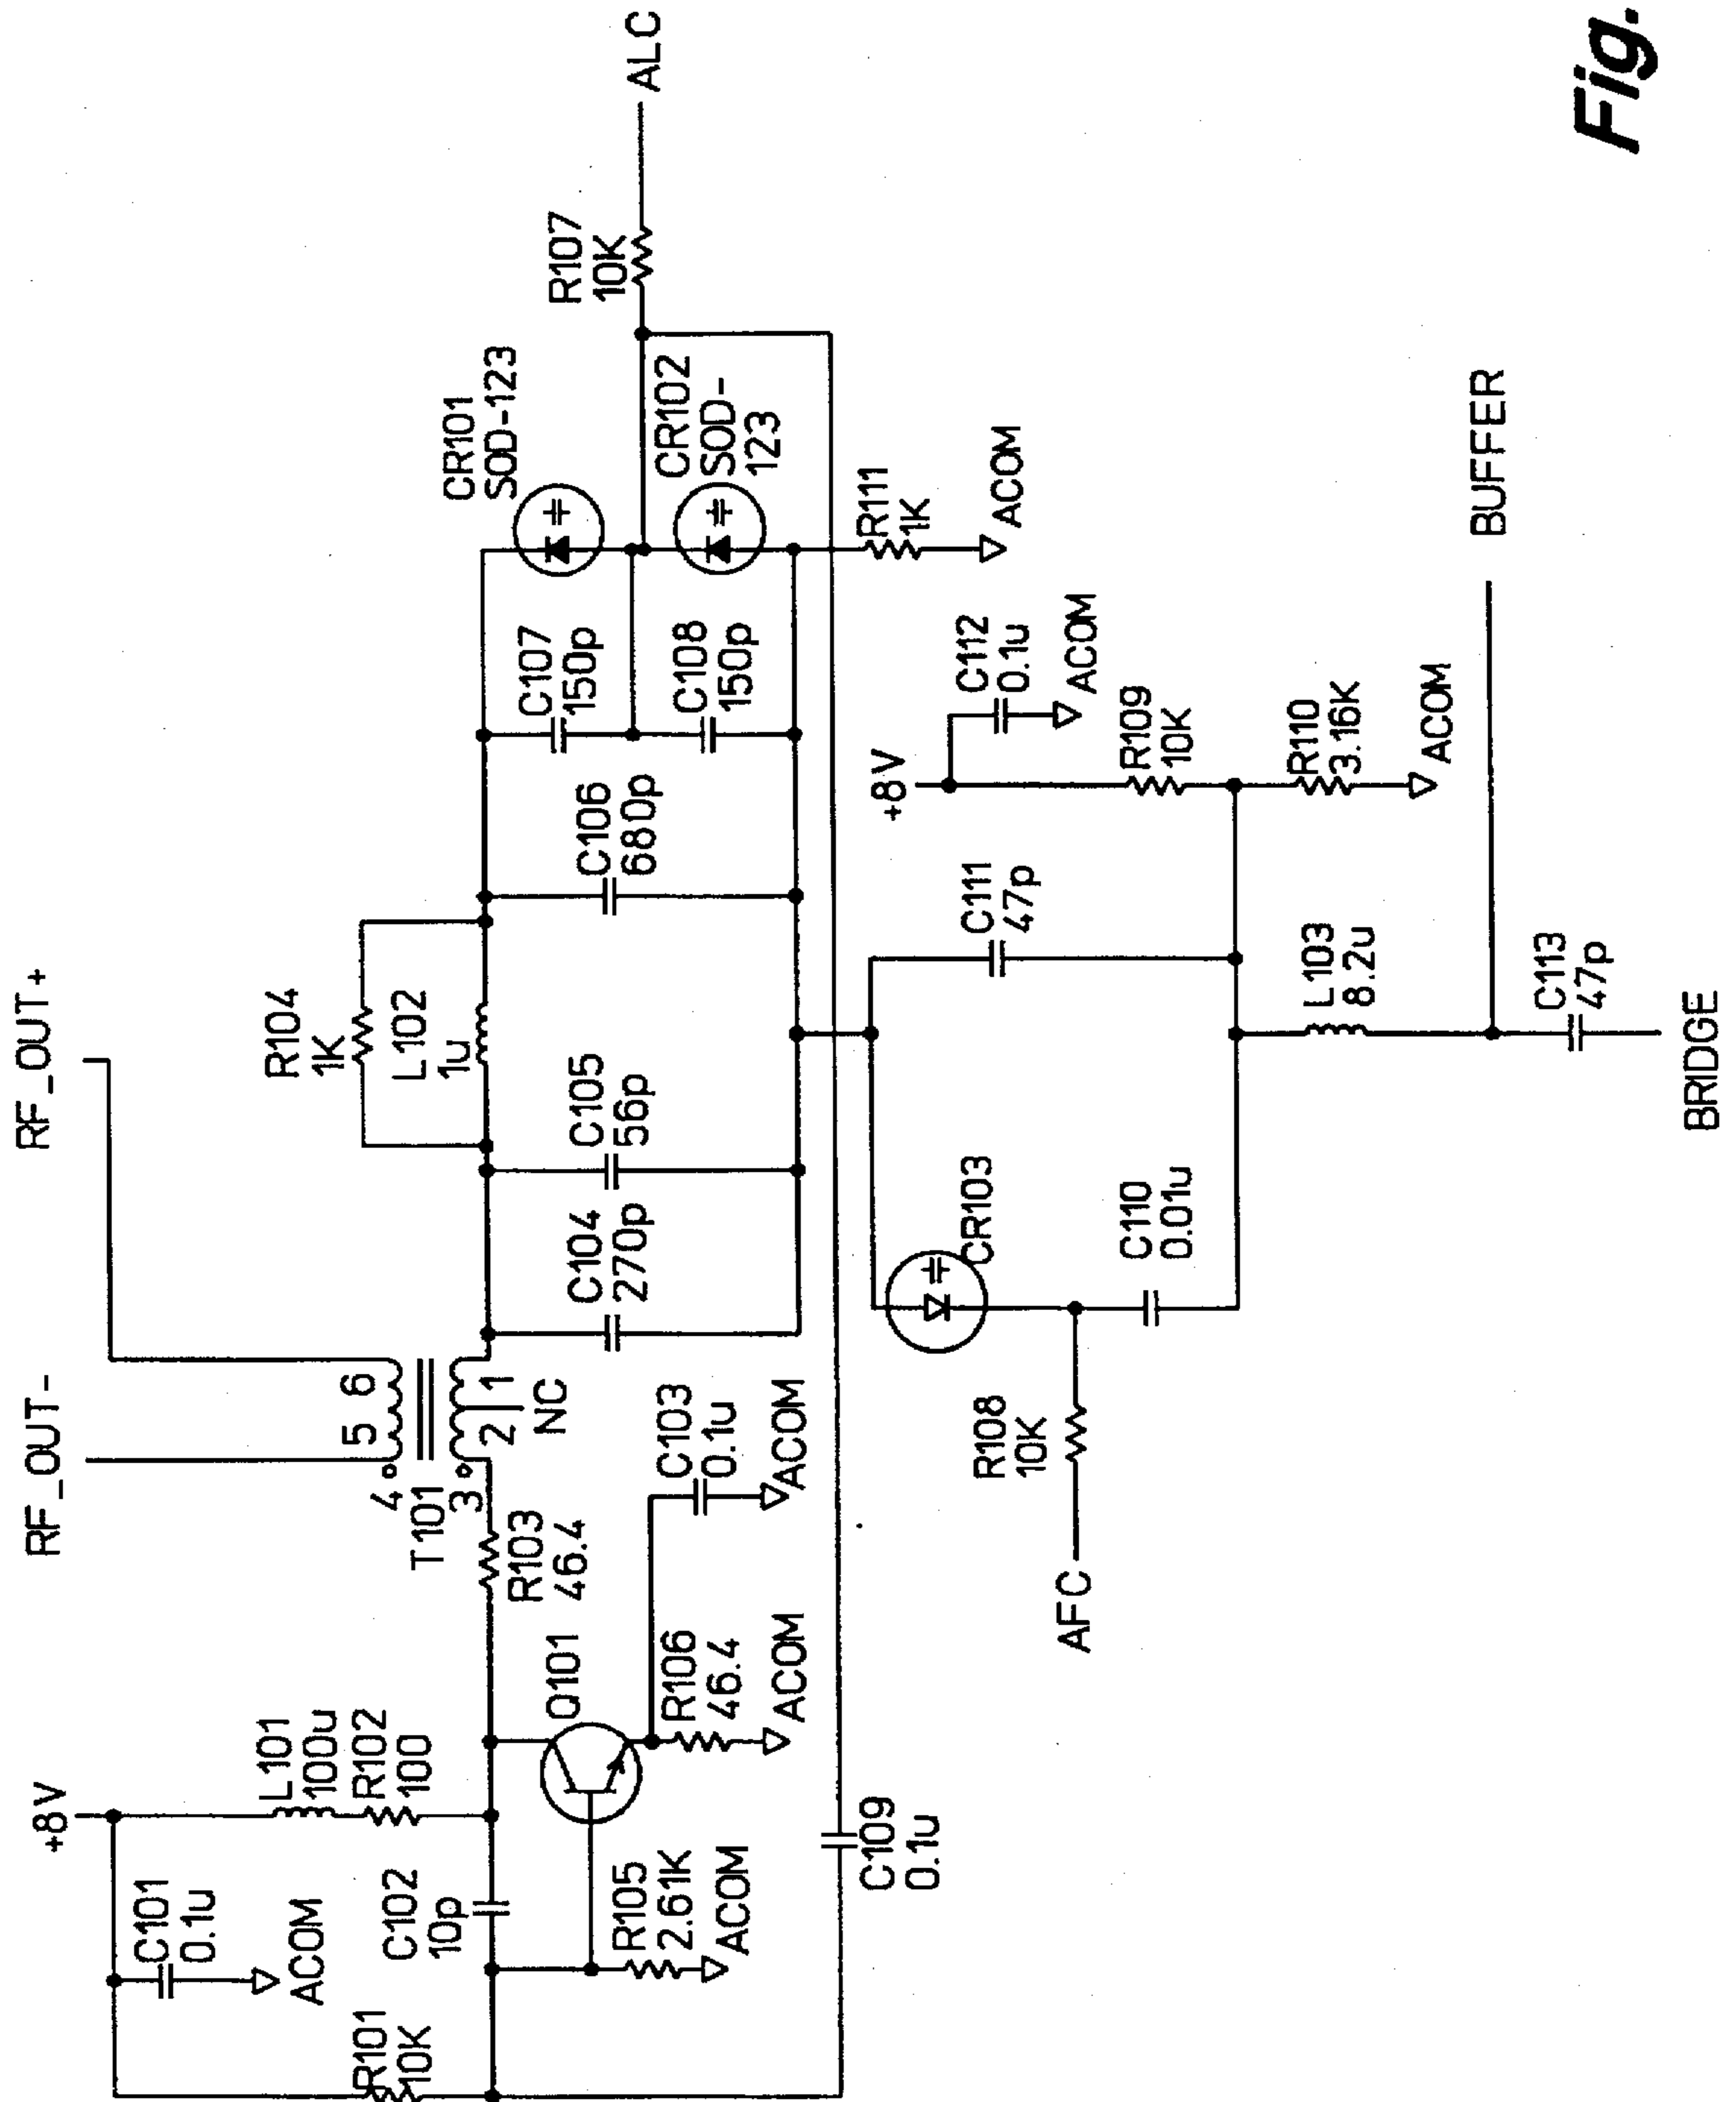 RF_OUT-
RF_OUT+
+8V
C101
0.1u
ACOM
R101
10K
L101
100u
R102
100
C102
10p
Q101
R105
2.61K
ACOM
R106
46.4
ACOM
C103
0.1u
ACOM
R103
46.4
T101
4
5
6
3
2
1
NC
R104
1K
L102
1u
C104
270p
C105
56p
C106
680p
C107
150p
C108
150p
CR101
SOD-123
CR102
SOD-
123
R107
10K
ALC
R111
1K
ACOM
C109
0.1u
AFC
R108
10K
CR103
C110
0.01u
C111
47p
+8V
C112
0.1u
ACOM
R109
10K
R110
3.16K
ACOM
L103
8.2u
BUFFER
C113
47p
BRIDGE
Fig.